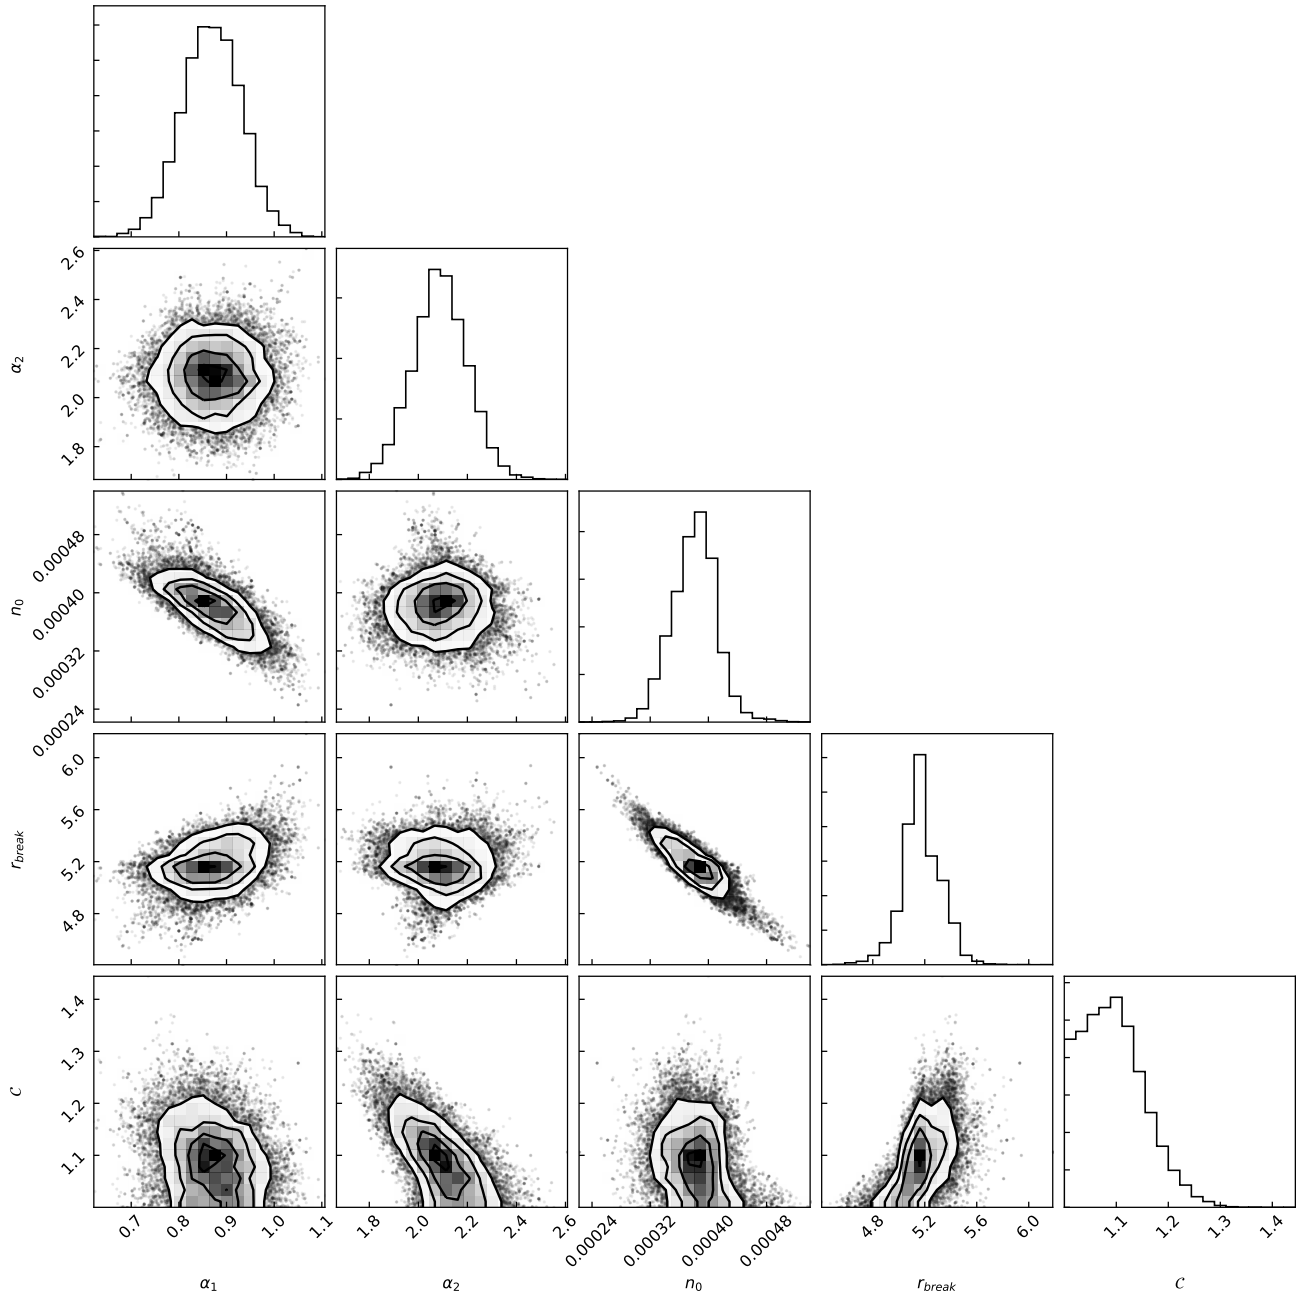 2.6
2.4
2.2
2.0
1.8
α₂
0.00048
0.00040
0.00032
0.00024
n₀
6.0
5.6
5.2
4.8
r_break
1.4
1.3
1.2
1.1
C
0.7 0.8 0.9 1.0 1.1
1.8 2.0 2.2 2.4 2.6
0.00024 0.00032 0.00040 0.00048
4.8 5.2 5.6 6.0
1.1 1.2 1.3 1.4
α₁ α₂ n₀ r_break C